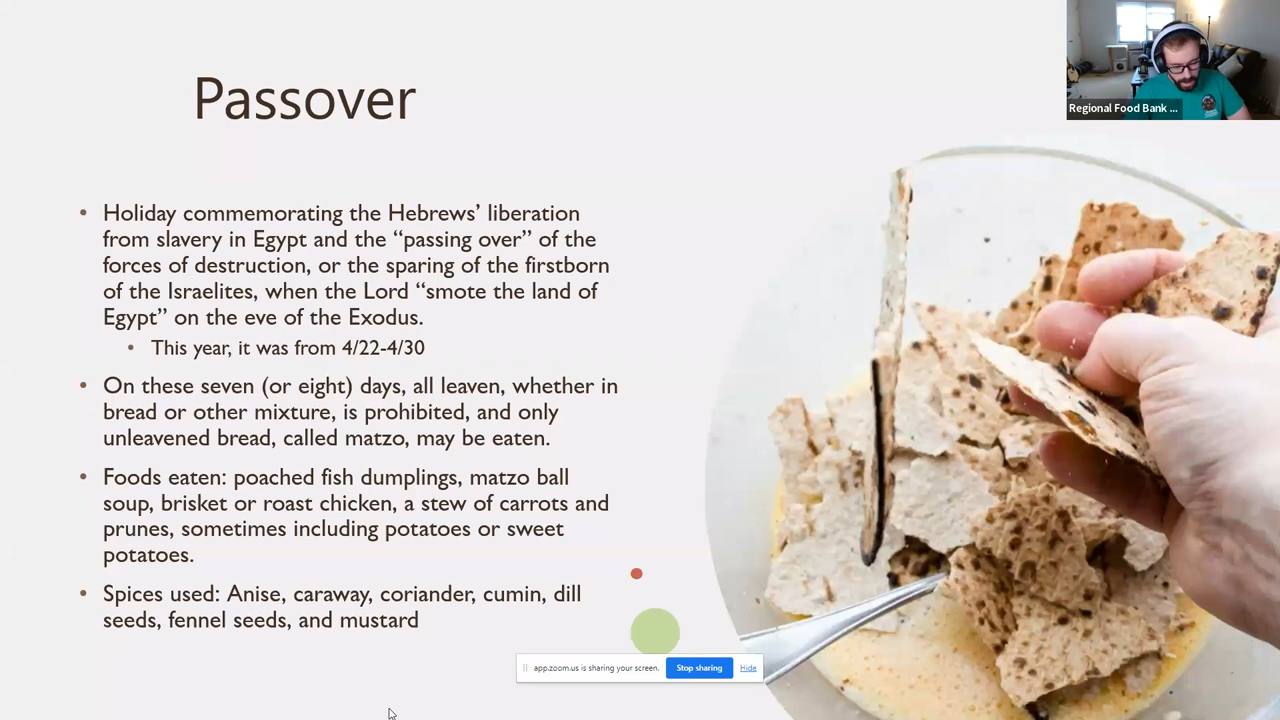 Passover
Regional Food Bank ...
• Holiday commemorating the Hebrews’ liberation
from slavery in Egypt and the “passing over” of the
forces of destruction, or the sparing of the firstborn
of the Israelites, when the Lord “smote the land of
Egypt” on the eve of the Exodus.
• This year, it was from 4/22-4/30
• On these seven (or eight) days, all leaven, whether in
bread or other mixture, is prohibited, and only
unleavened bread, called matzo, may be eaten.
• Foods eaten: poached fish dumplings, matzo ball
soup, brisket or roast chicken, a stew of carrots and
prunes, sometimes including potatoes or sweet
potatoes.
• Spices used: Anise, caraway, coriander, cumin, dill
seeds, fennel seeds, and mustard
app.zoom.us is sharing your screen. Stop sharing Hide